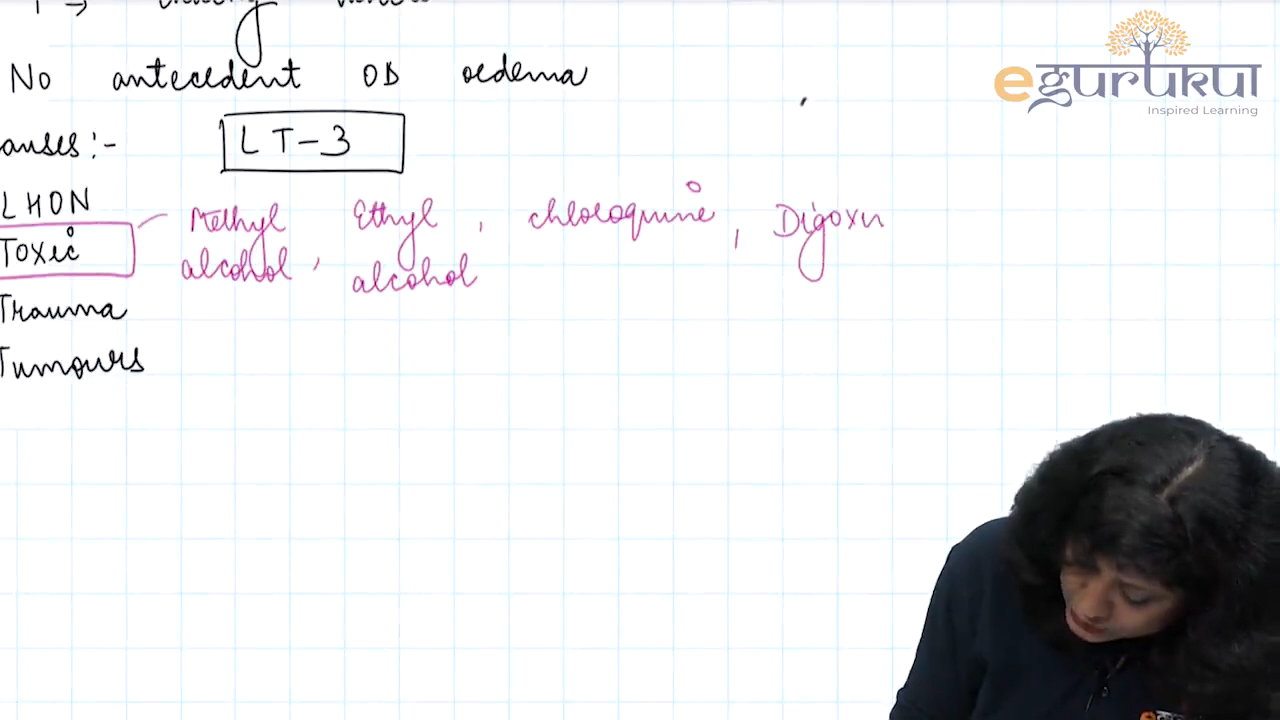 No antecedent OD oedema
auses :-
LT-3
LHON
Toxic
Methyl alcohol, Ethyl alcohol, chloroquine, Digoxin
Trauma
Tumours
egurukul
Inspired Learning